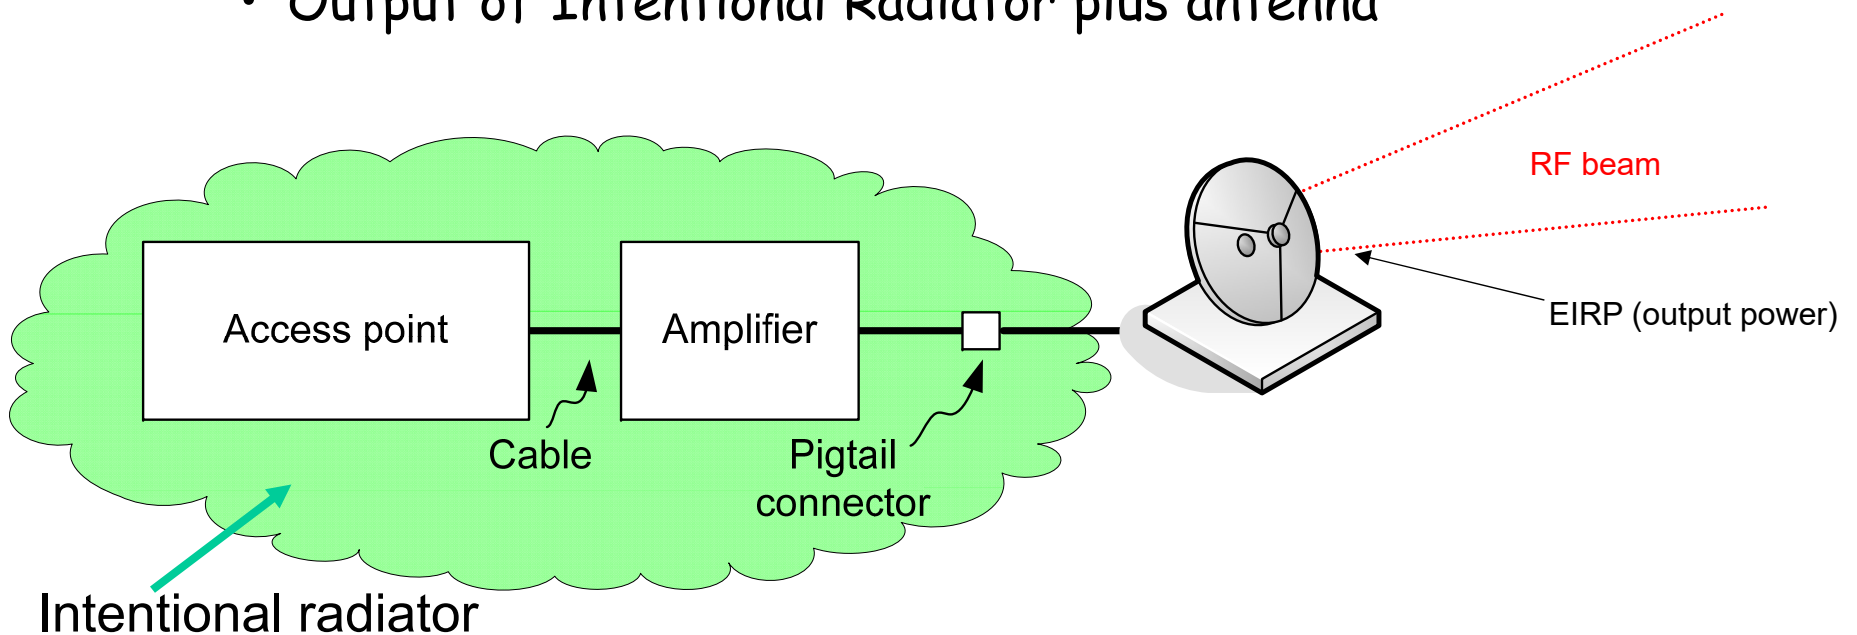 • Output of Intentional Radiator plus antenna
RF beam
EIRP (output power)
Access point
Amplifier
Cable
Pigtail
connector
Intentional radiator